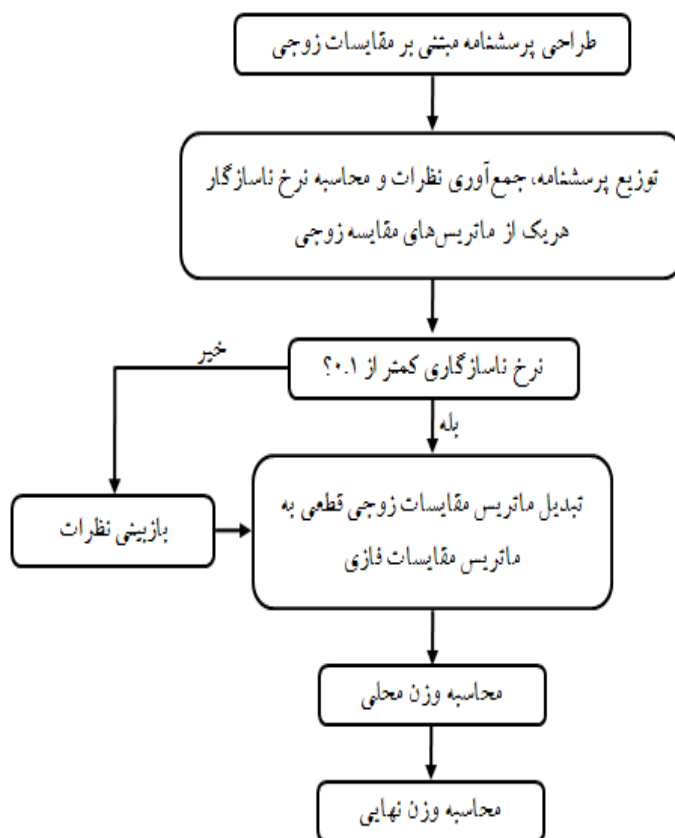 طراحی پرسشنامه مبتنی بر مقایسات زوجی
توزیع پرسشنامه، جمع‌آوری نظرات و محاسبه نرخ ناسازگار
هریک از ماتریس‌های مقایسه زوجی
نرخ ناسازگاری کمتر از ۰.۱؟
خیر
بله
تبدیل ماتریس مقایسات زوجی قطعی به
ماتریس مقایسات فازی
بازبینی نظرات
محاسبه وزن محلی
محاسبه وزن نهایی